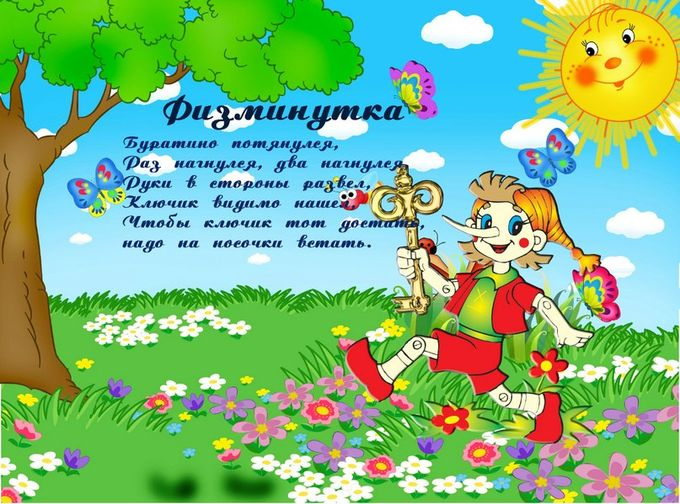 Физминутка
Буратино потянулся,
Раз нагнулся, два нагнулся,
Руки в стороны развел,
Ключик видимо нашел.
Чтобы ключик тот достать,
надо на носочки встать.